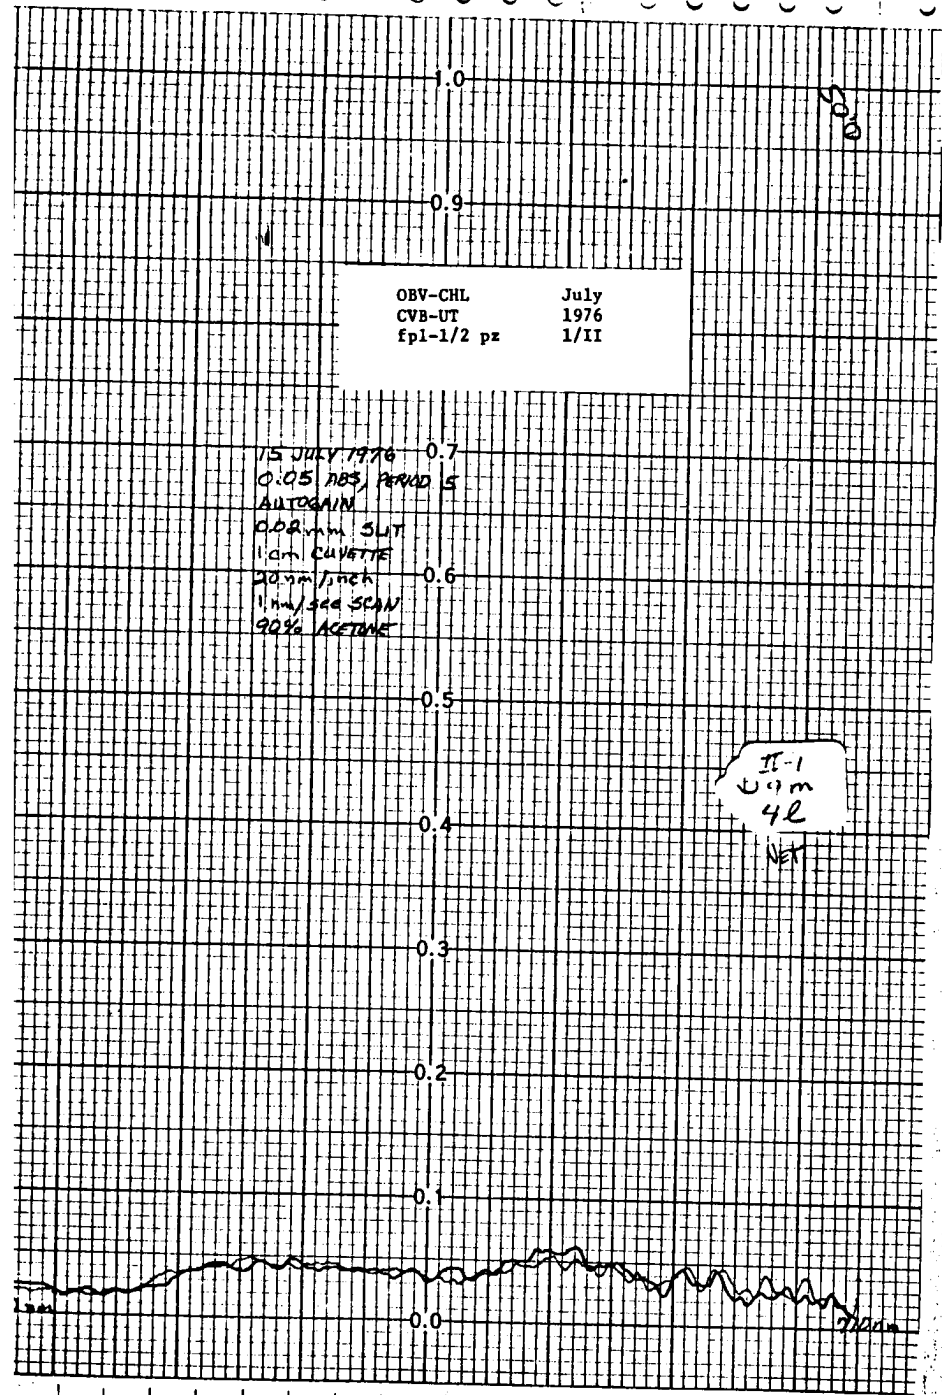 1.0
0.9
OBV-CHL July
CVB-UT 1976
fpl-1/2 pz 1/II
0.7
15 JULY 1976
0.05 ABS, PERIOD 5
AUTOGAIN
0.02 mm SLIT
1 cm CUVETTE
20 nm/inch
1 nm/sec SCAN
90% ACETONE
0.6
0.5
II-1
9 m
4l
NET
0.4
0.3
0.2
0.1
0.0
nm